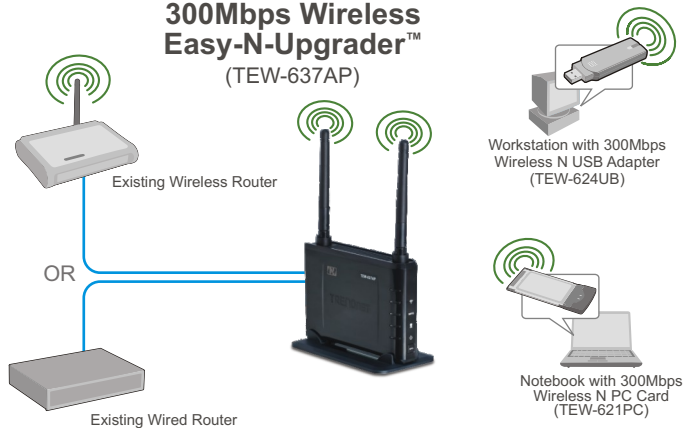 300Mbps Wireless
Easy-N-Upgrader™
(TEW-637AP)
Existing Wireless Router
OR
Existing Wired Router
Workstation with 300Mbps
Wireless N USB Adapter
(TEW-624UB)
Notebook with 300Mbps
Wireless N PC Card
(TEW-621PC)